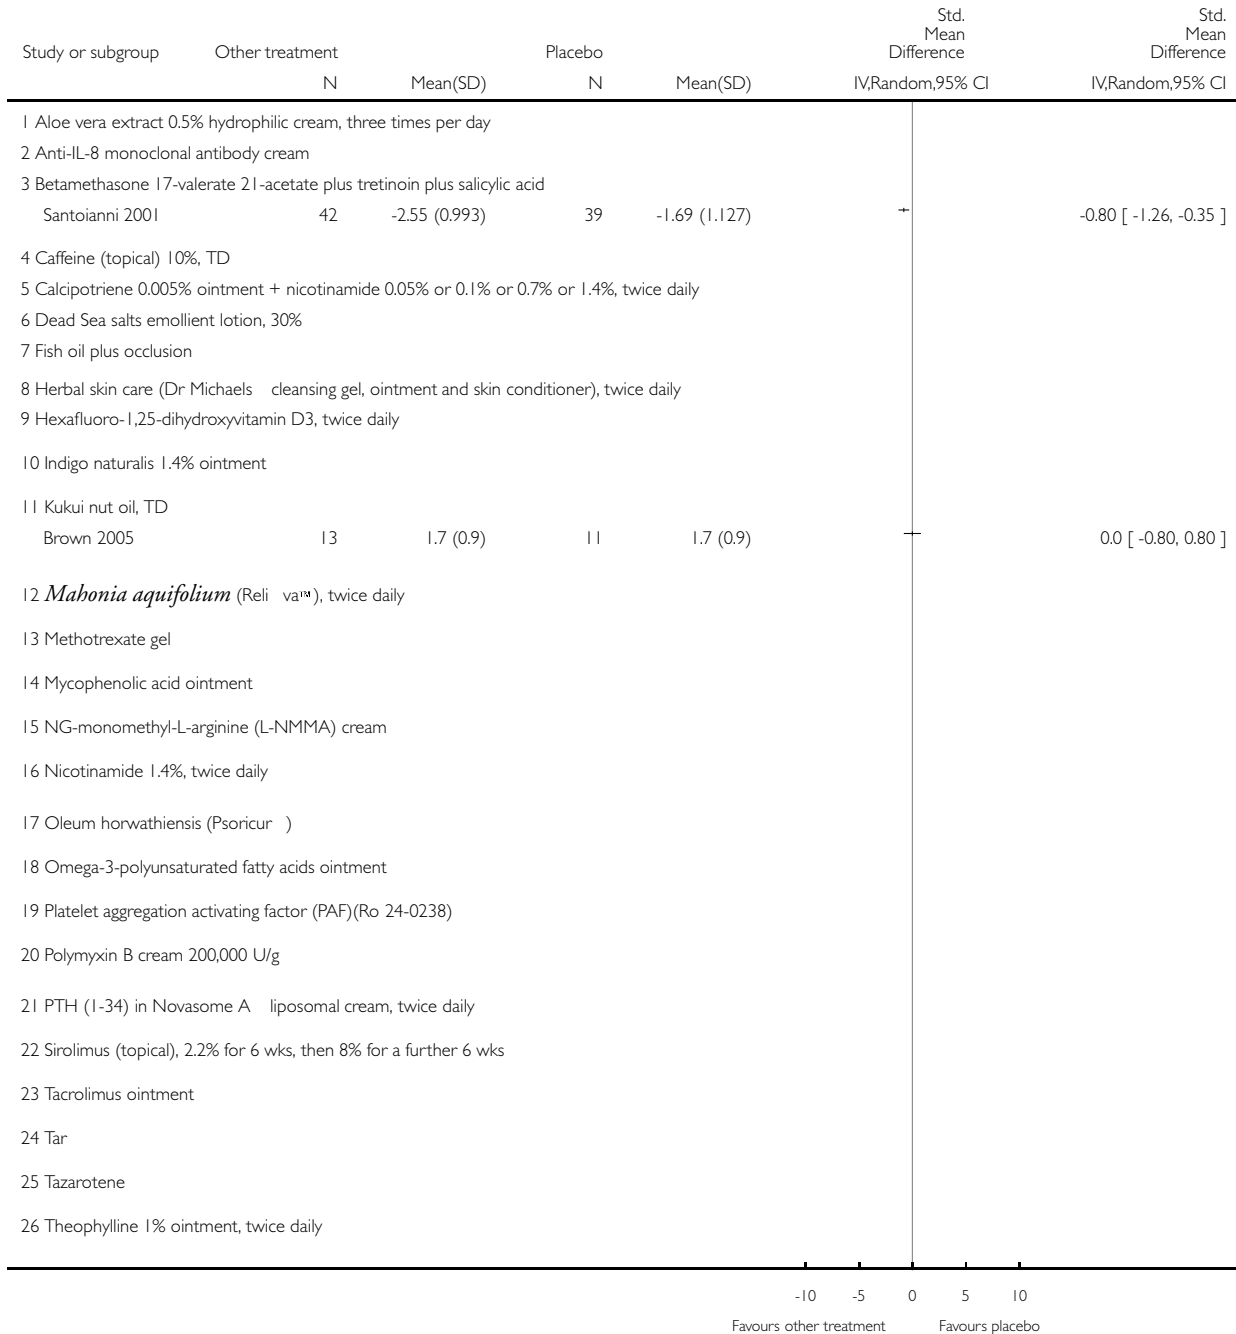 Std. Std.
Mean Mean
Study or subgroup Other treatment Placebo Difference Difference
N Mean(SD) N Mean(SD) IV,Random,95% CI IV,Random,95% CI
1 Aloe vera extract 0.5% hydrophilic cream, three times per day
2 Anti-IL-8 monoclonal antibody cream
3 Betamethasone 17-valerate 21-acetate plus tretinoin plus salicylic acid
Santoianni 2001 42 -2.55 (0.993) 39 -1.69 (1.127) -0.80 [ -1.26, -0.35 ]
4 Caffeine (topical) 10%, TD
5 Calcipotriene 0.005% ointment + nicotinamide 0.05% or 0.1% or 0.7% or 1.4%, twice daily
6 Dead Sea salts emollient lotion, 30%
7 Fish oil plus occlusion
8 Herbal skin care (Dr Michaels cleansing gel, ointment and skin conditioner), twice daily
9 Hexafluoro-1,25-dihydroxyvitamin D3, twice daily
10 Indigo naturalis 1.4% ointment
11 Kukui nut oil, TD
Brown 2005 13 1.7 (0.9) 11 1.7 (0.9) 0.0 [ -0.80, 0.80 ]
12 Mahonia aquifolium (Reli va™), twice daily
13 Methotrexate gel
14 Mycophenolic acid ointment
15 NG-monomethyl-L-arginine (L-NMMA) cream
16 Nicotinamide 1.4%, twice daily
17 Oleum horwathiensis (Psoricur )
18 Omega-3-polyunsaturated fatty acids ointment
19 Platelet aggregation activating factor (PAF)(Ro 24-0238)
20 Polymyxin B cream 200,000 U/g
21 PTH (1-34) in Novasome A liposomal cream, twice daily
22 Sirolimus (topical), 2.2% for 6 wks, then 8% for a further 6 wks
23 Tacrolimus ointment
24 Tar
25 Tazarotene
26 Theophylline 1% ointment, twice daily
-10 -5 0 5 10
Favours other treatment Favours placebo